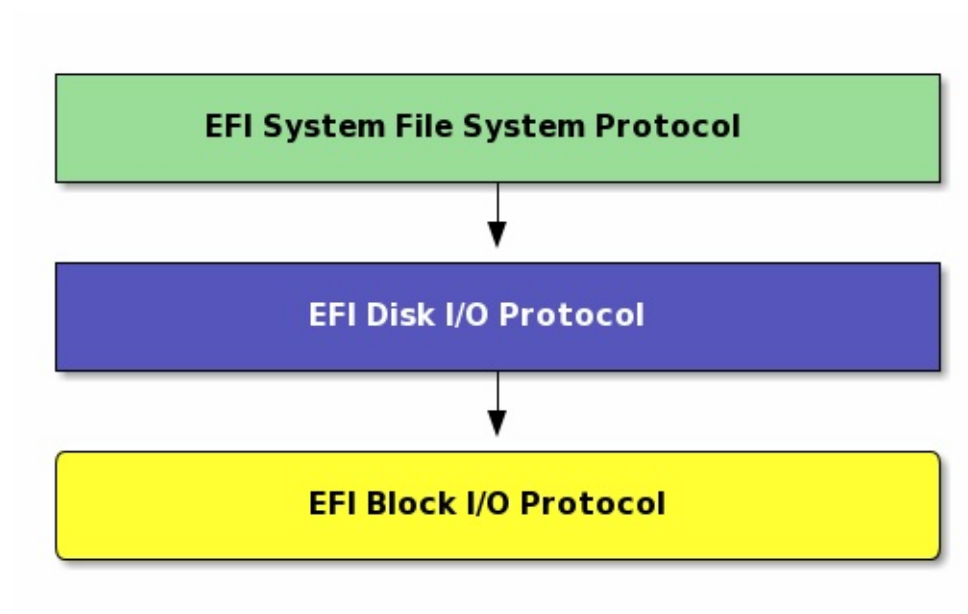 EFI System File System Protocol
EFI Disk I/O Protocol
EFI Block I/O Protocol